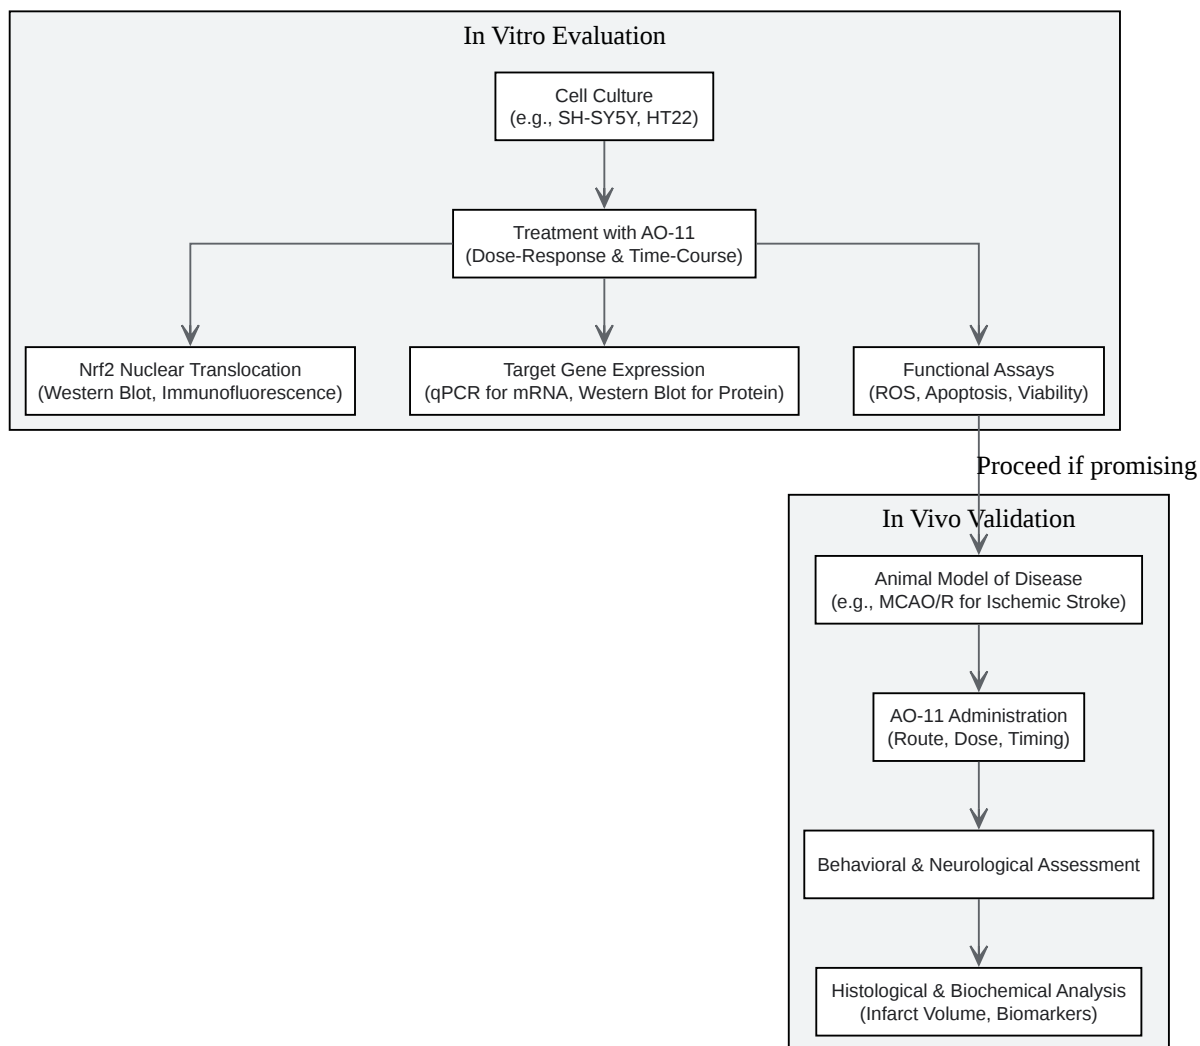 In Vitro Evaluation
Cell Culture
(e.g., SH-SY5Y, HT22)
Treatment with AO-11
(Dose-Response & Time-Course)
Nrf2 Nuclear Translocation
(Western Blot, Immunofluorescence)
Target Gene Expression
(qPCR for mRNA, Western Blot for Protein)
Functional Assays
(ROS, Apoptosis, Viability)
Proceed if promising
In Vivo Validation
Animal Model of Disease
(e.g., MCAO/R for Ischemic Stroke)
AO-11 Administration
(Route, Dose, Timing)
Behavioral & Neurological Assessment
Histological & Biochemical Analysis
(Infarct Volume, Biomarkers)